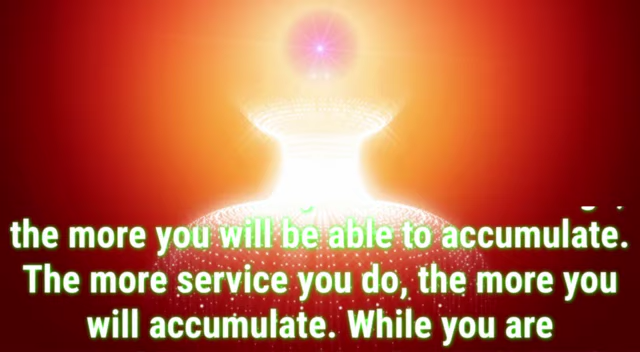 the more you will be able to accumulate.
The more service you do, the more you
will accumulate. While you are